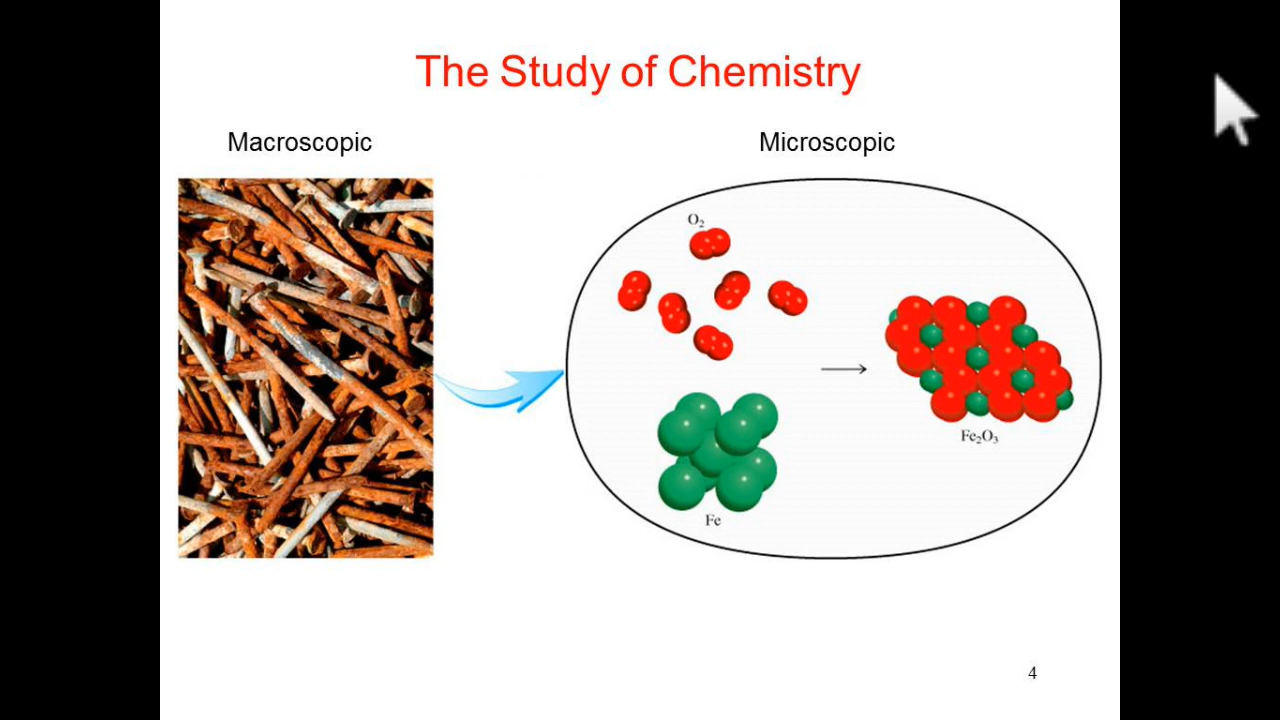 The Study of Chemistry
Macroscopic
Microscopic
O₂
Fe₂O₃
Fe
4